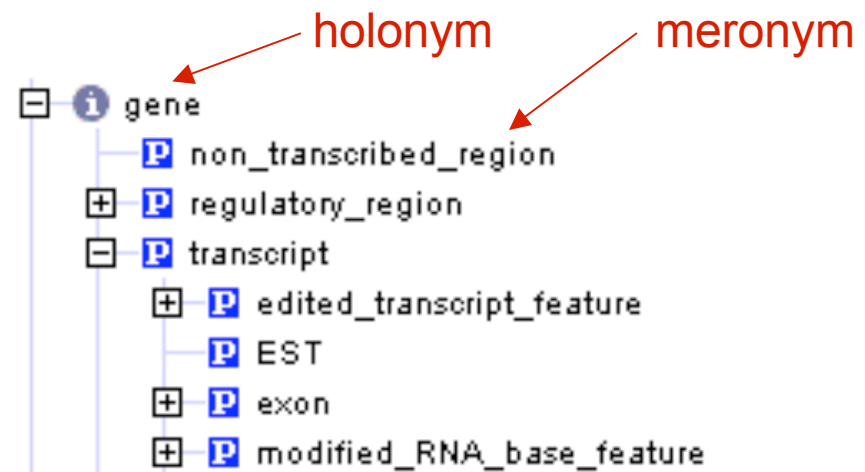 holonym meronym
gene
P non_transcribed_region
P regulatory_region
P transcript
P edited_transcript_feature
P EST
P exon
P modified_RNA_base_feature